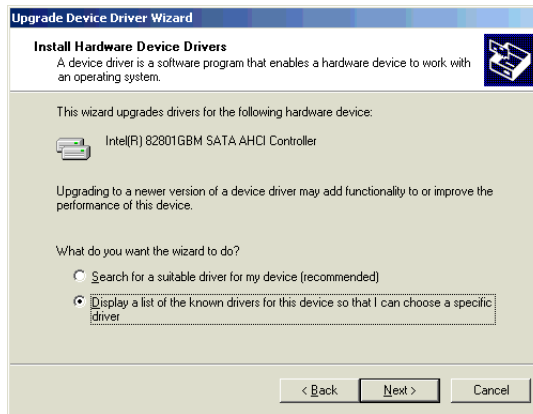 Upgrade Device Driver Wizard
Install Hardware Device Drivers
A device driver is a software program that enables a hardware device to work with
an operating system.
This wizard upgrades drivers for the following hardware device:
Intel(R) 82801GBM SATA AHCI Controller
Upgrading to a newer version of a device driver may add functionality to or improve the
performance of this device.
What do you want the wizard to do?
Search for a suitable driver for my device (recommended)
Display a list of the known drivers for this device so that I can choose a specific
driver
< Back Next > Cancel